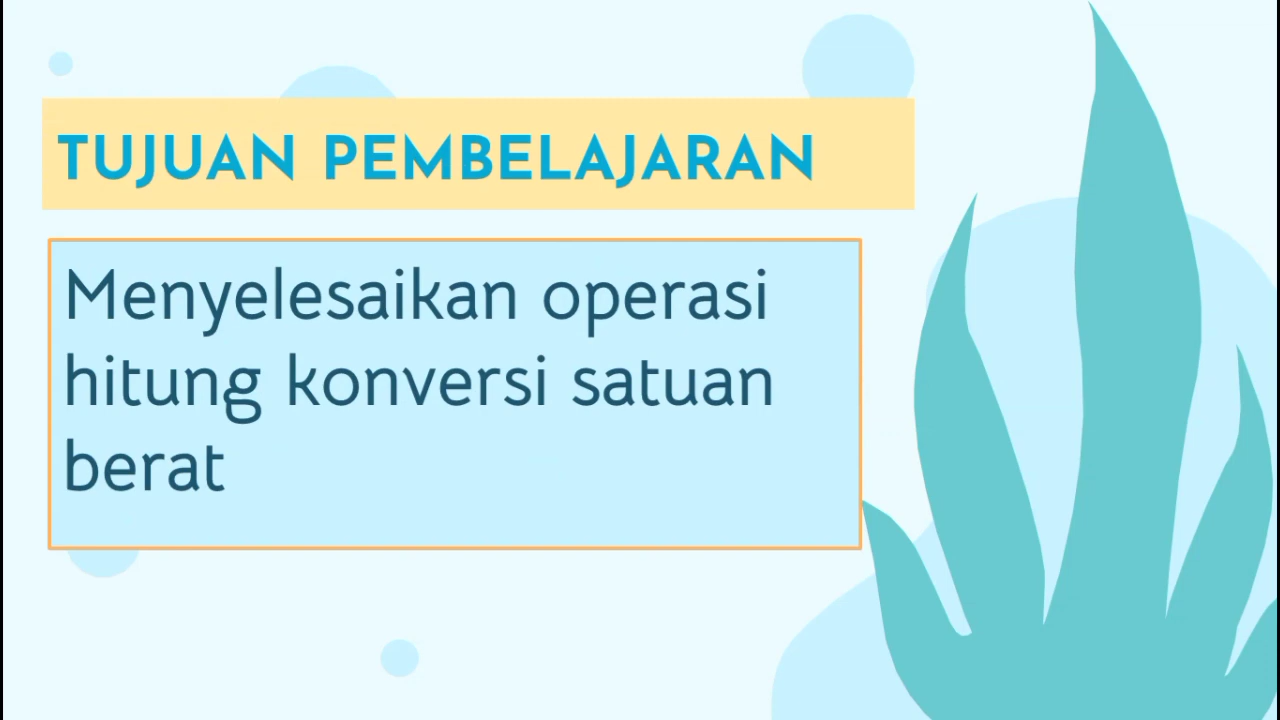 TUJUAN PEMBELAJARAN
Menyelesaikan operasi
hitung konversi satuan
berat